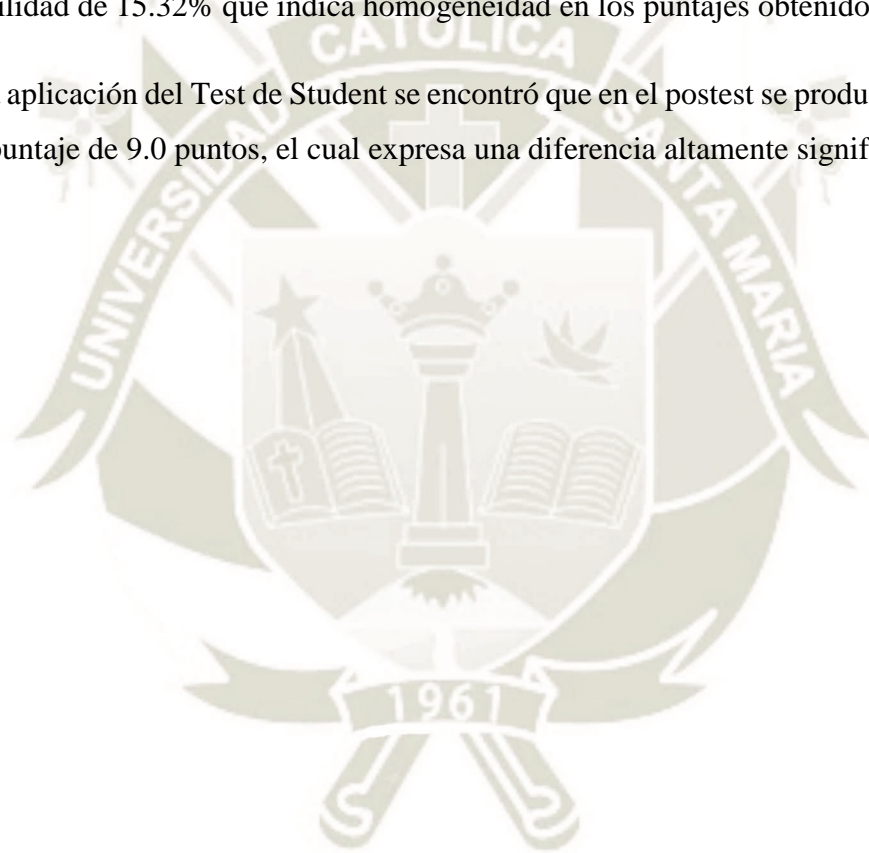 ilidad de 15.32% que indica homogeneidad en los puntajes obtenido
CATOLICA
aplicación del Test de Student se encontró que en el postest se produ
puntaje de 9.0 puntos, el cual expresa una diferencia altamente signif
UNIVERSIDAD
SANTA MARIA
1961